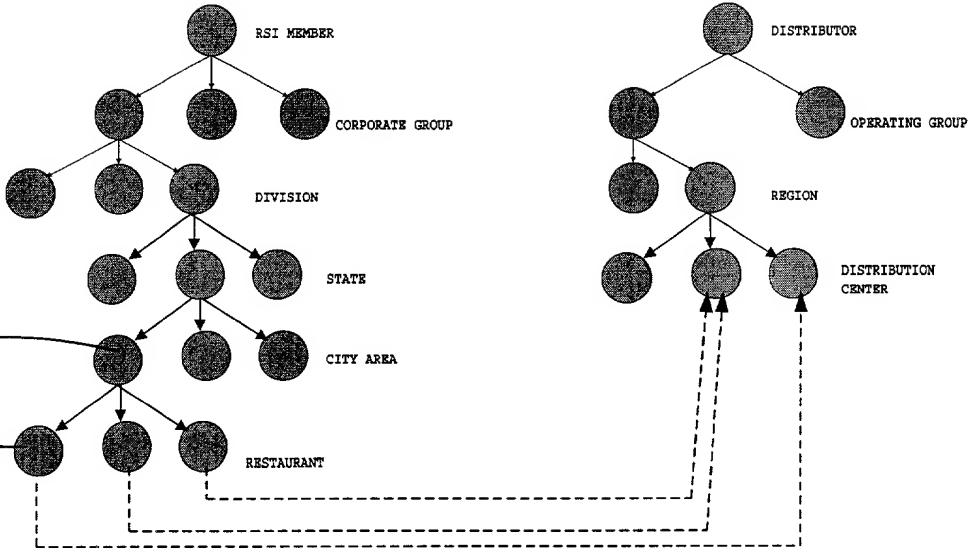 RSI MEMBER
DISTRIBUTOR
CORPORATE GROUP
OPERATING GROUP
DIVISION
REGION
STATE
DISTRIBUTION
CENTER
CITY AREA
RESTAURANT